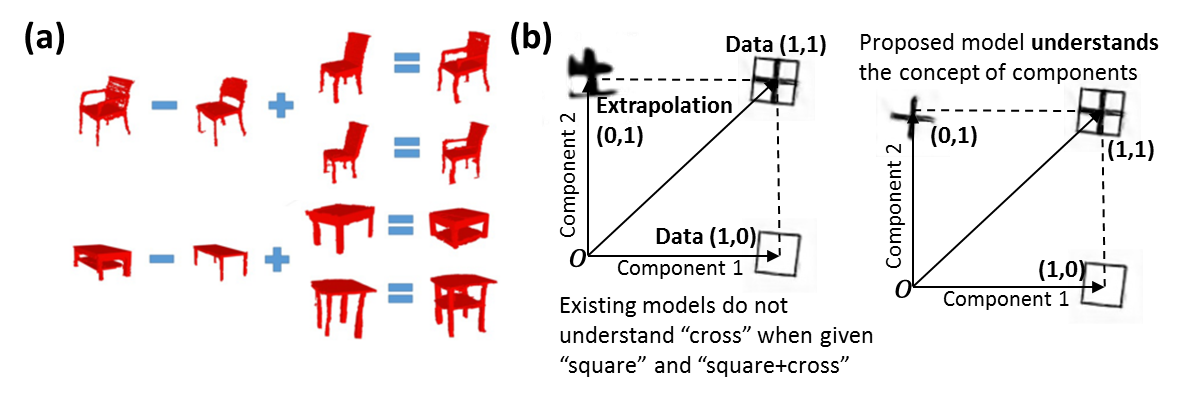 (a)
(b)
Data (1,1)
Extrapolation
(0,1)
Component 2
Data (1,0)
O
Component 1
Existing models do not
understand “cross” when given
“square” and “square+cross”
Proposed model understands
the concept of components
(0,1)
(1,1)
Component 2
(1,0)
O
Component 1